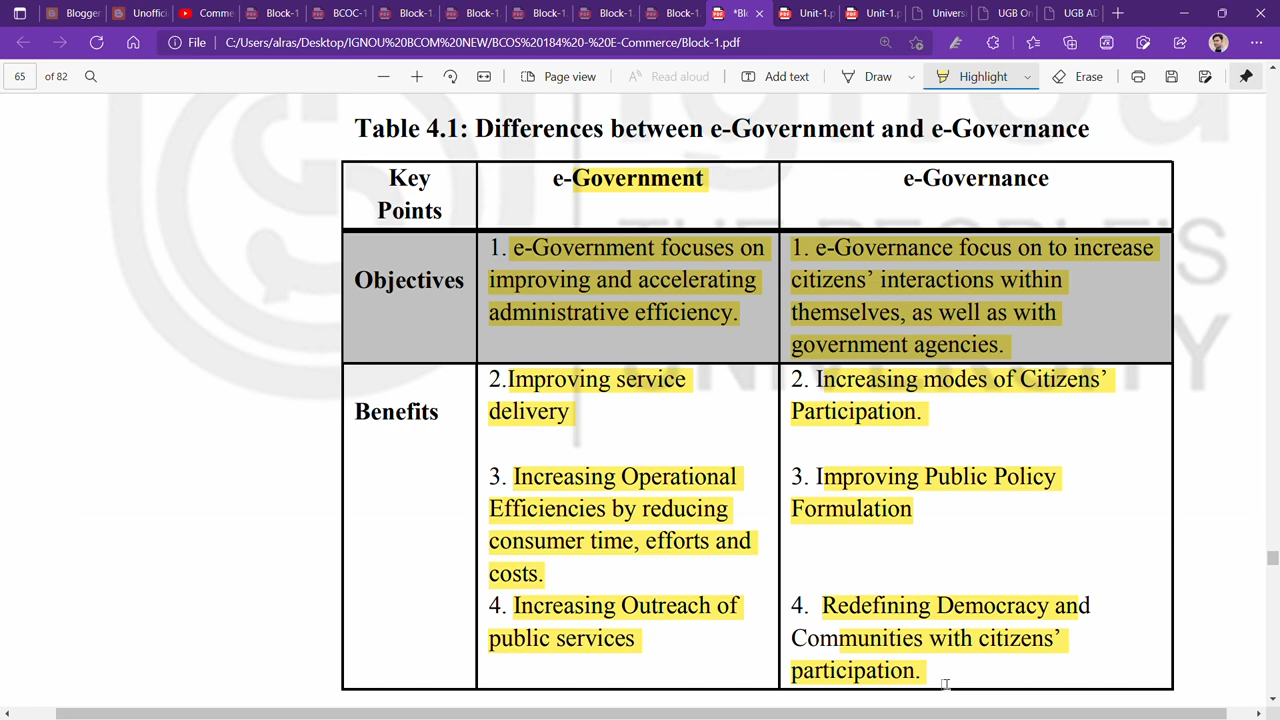 Blogger
Unoffici
Comme
Block-1
BCOC-1
Block-1.
Block-1.
Block-1.
Block-1.
Block-1.
*Bl
Unit-1.p
Unit-1.p
Univers
UGB On
UGB AD
File C:/Users/alras/Desktop/IGNOU%20BCOM%20NEW/BCOS%20184%20-%20E-Commerce/Block-1.pdf
65 of 82 Page view Read aloud Add text Draw Highlight Erase
Table 4.1: Differences between e-Government and e-Governance
Key
Points
e-Government
e-Governance
Objectives
1. e-Government focuses on
improving and accelerating
administrative efficiency.
1. e-Governance focus on to increase
citizens’ interactions within
themselves, as well as with
government agencies.
Benefits
2.Improving service
delivery
2. Increasing modes of Citizens’
Participation.
3. Increasing Operational
Efficiencies by reducing
consumer time, efforts and
costs.
3. Improving Public Policy
Formulation
4. Increasing Outreach of
public services
4. Redefining Democracy and
Communities with citizens’
participation.